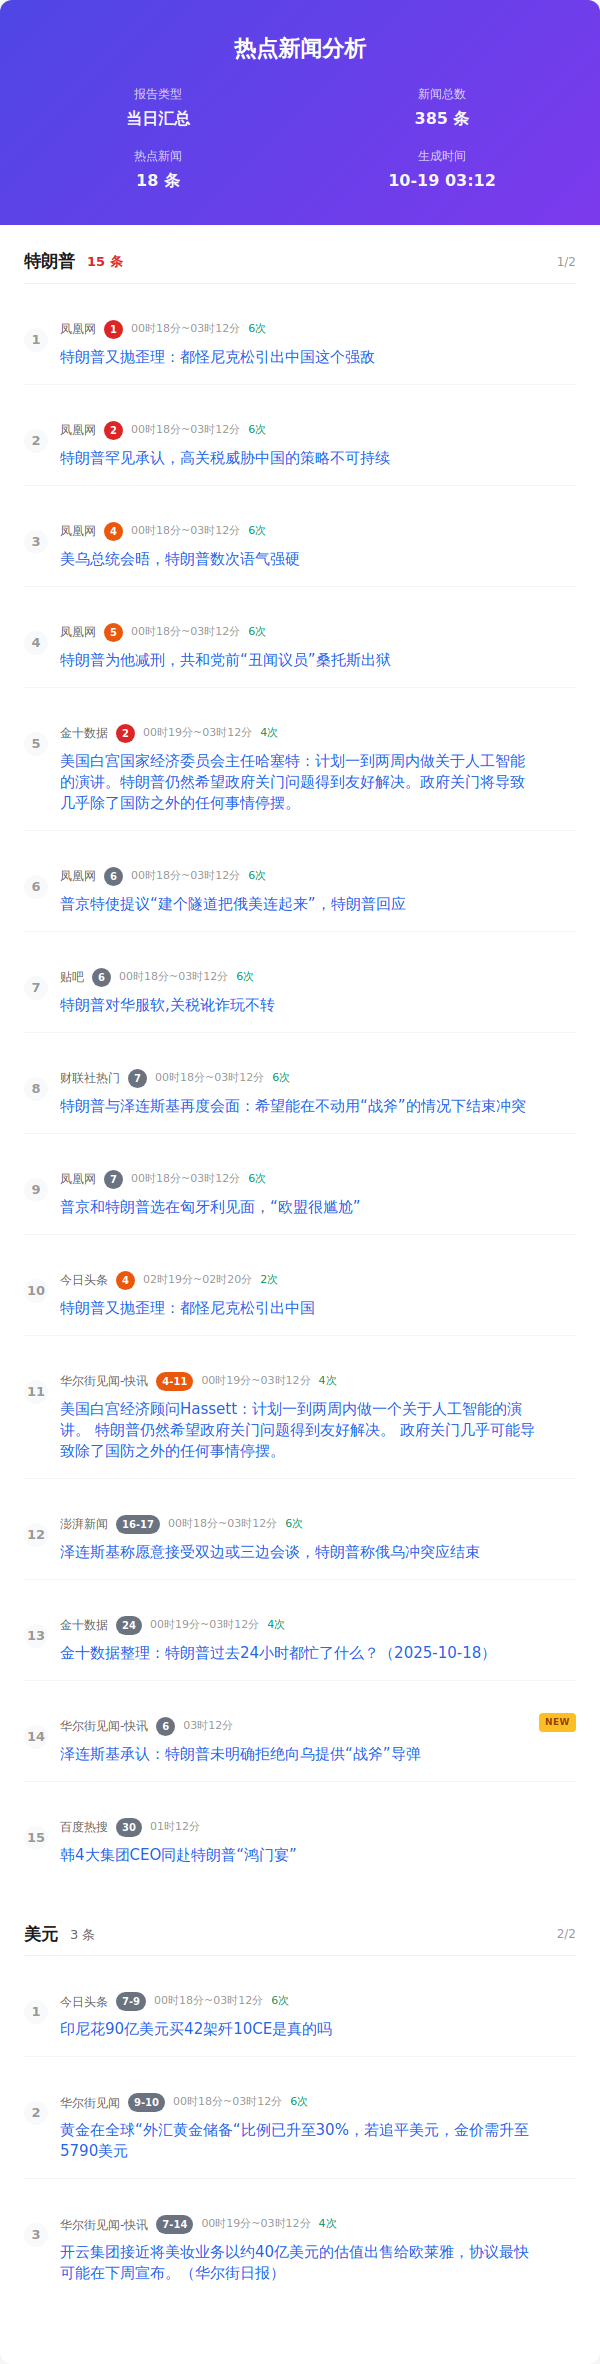 热点新闻分析
报告类型
当日汇总
新闻总数
385 条
热点新闻
18 条
生成时间
10-19 03:12
特朗普 15 条 1/2
1 凤凰网 1 00时18分~03时12分 6次
特朗普又抛歪理：都怪尼克松引出中国这个强敌
2 凤凰网 2 00时18分~03时12分 6次
特朗普罕见承认，高关税威胁中国的策略不可持续
3 凤凰网 4 00时18分~03时12分 6次
美乌总统会晤，特朗普数次语气强硬
4 凤凰网 5 00时18分~03时12分 6次
特朗普为他减刑，共和党前“丑闻议员”桑托斯出狱
5 金十数据 2 00时19分~03时12分 4次
美国白宫国家经济委员会主任哈塞特：计划一到两周内做关于人工智能
的演讲。特朗普仍然希望政府关门问题得到友好解决。政府关门将导致
几乎除了国防之外的任何事情停摆。
6 凤凰网 6 00时18分~03时12分 6次
普京特使提议“建个隧道把俄美连起来”，特朗普回应
7 贴吧 6 00时18分~03时12分 6次
特朗普对华服软,关税讹诈玩不转
8 财联社热门 7 00时18分~03时12分 6次
特朗普与泽连斯基再度会面：希望能在不动用“战斧”的情况下结束冲突
9 凤凰网 7 00时18分~03时12分 6次
普京和特朗普选在匈牙利见面，“欧盟很尴尬”
10 今日头条 4 02时19分~02时20分 2次
特朗普又抛歪理：都怪尼克松引出中国
11 华尔街见闻-快讯 4-11 00时19分~03时12分 4次
美国白宫经济顾问Hassett：计划一到两周内做一个关于人工智能的演
讲。 特朗普仍然希望政府关门问题得到友好解决。 政府关门几乎可能导
致除了国防之外的任何事情停摆。
12 澎湃新闻 16-17 00时18分~03时12分 6次
泽连斯基称愿意接受双边或三边会谈，特朗普称俄乌冲突应结束
13 金十数据 24 00时19分~03时12分 4次
金十数据整理：特朗普过去24小时都忙了什么？（2025-10-18）
14 华尔街见闻-快讯 6 03时12分 NEW
泽连斯基承认：特朗普未明确拒绝向乌提供“战斧”导弹
15 百度热搜 30 01时12分
韩4大集团CEO同赴特朗普“鸿门宴”
美元 3 条 2/2
1 今日头条 7-9 00时18分~03时12分 6次
印尼花90亿美元买42架歼10CE是真的吗
2 华尔街见闻 9-10 00时18分~03时12分 6次
黄金在全球“外汇黄金储备“比例已升至30%，若追平美元，金价需升至
5790美元
3 华尔街见闻-快讯 7-14 00时19分~03时12分 4次
开云集团接近将美妆业务以约40亿美元的估值出售给欧莱雅，协议最快
可能在下周宣布。（华尔街日报）